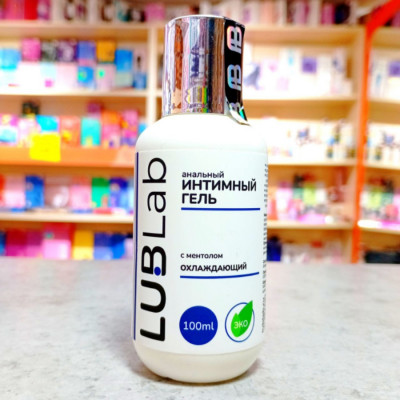 LUBLab
анальный
ИНТИМНЫЙ
ГЕЛЬ
с ментолом
ОХЛАЖДАЮЩИЙ
100ml
ЭКО